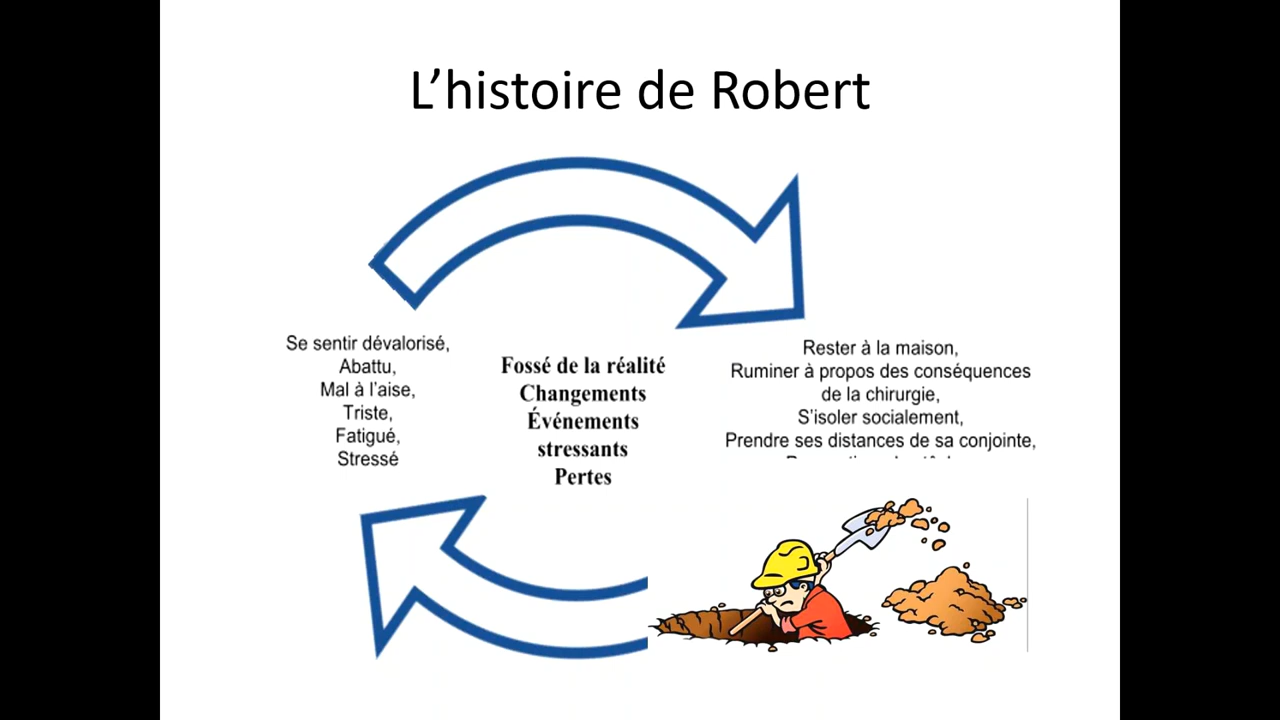 L’histoire de Robert
Se sentir dévalorisé,
Abattu,
Mal à l’aise,
Triste,
Fatigué,
Stressé
Fossé de la réalité
Changements
Événements
stressants
Pertes
Rester à la maison,
Ruminer à propos des conséquences
de la chirurgie,
S’isoler socialement,
Prendre ses distances de sa conjointe,